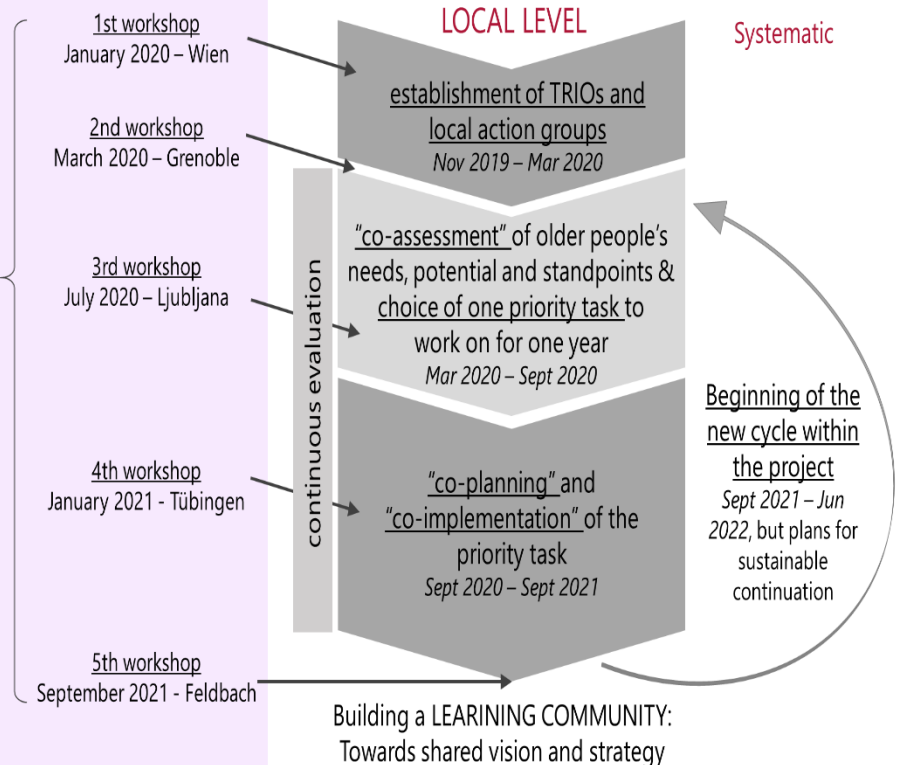 1st workshop
January 2020 – Wien
2nd workshop
March 2020 – Grenoble
3rd workshop
July 2020 – Ljubljana
4th workshop
January 2021 - Tübingen
5th workshop
September 2021 - Feldbach
continuous evaluation
LOCAL LEVEL
establishment of TRIOs and
local action groups
Nov 2019 – Mar 2020
“co-assessment” of older people’s
needs, potential and standpoints &
choice of one priority task to
work on for one year
Mar 2020 – Sept 2020
“co-planning” and
“co-implementation” of the
priority task
Sept 2020 – Sept 2021
Building a LEARINING COMMUNITY:
Towards shared vision and strategy
Systematic
Beginning of the
new cycle within
the project
Sept 2021 – Jun
2022, but plans for
sustainable
continuation